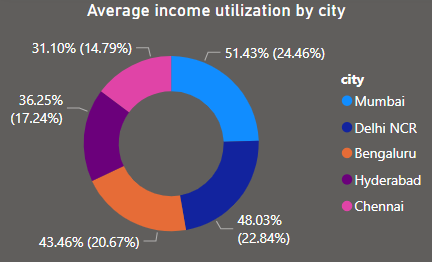 Average income utilization by city
31.10% (14.79%)
51.43% (24.46%)
36.25%
(17.24%)
43.46% (20.67%)
48.03%
(22.84%)
city
Mumbai
Delhi NCR
Bengaluru
Hyderabad
Chennai